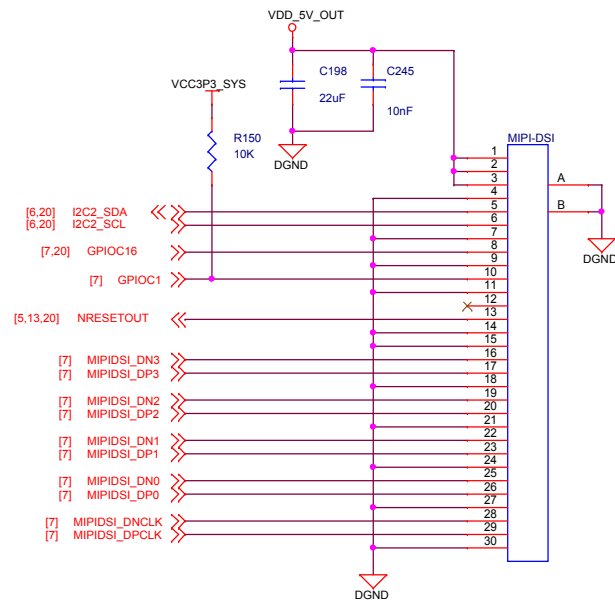 VDD_5V_OUT
VCC3P3_SYS
C198
C245
22uF
10nF
R150
10K
DGND
MIPI-DSI
1
2
3
A
4
[6,20] I2C2_SDA 5
B
[6,20] I2C2_SCL 6
7
[7,20] GPIOC16 8
DGND
9
[7] GPIOC1 10
11
12
[5,13,20] NRESETOUT 13
14
15
[7] MIPIDSI_DN3 16
[7] MIPIDSI_DP3 17
18
[7] MIPIDSI_DN2 19
[7] MIPIDSI_DP2 20
21
[7] MIPIDSI_DN1 22
[7] MIPIDSI_DP1 23
24
[7] MIPIDSI_DN0 25
[7] MIPIDSI_DP0 26
27
[7] MIPIDSI_DNCLK 28
[7] MIPIDSI_DPCLK 29
30
DGND